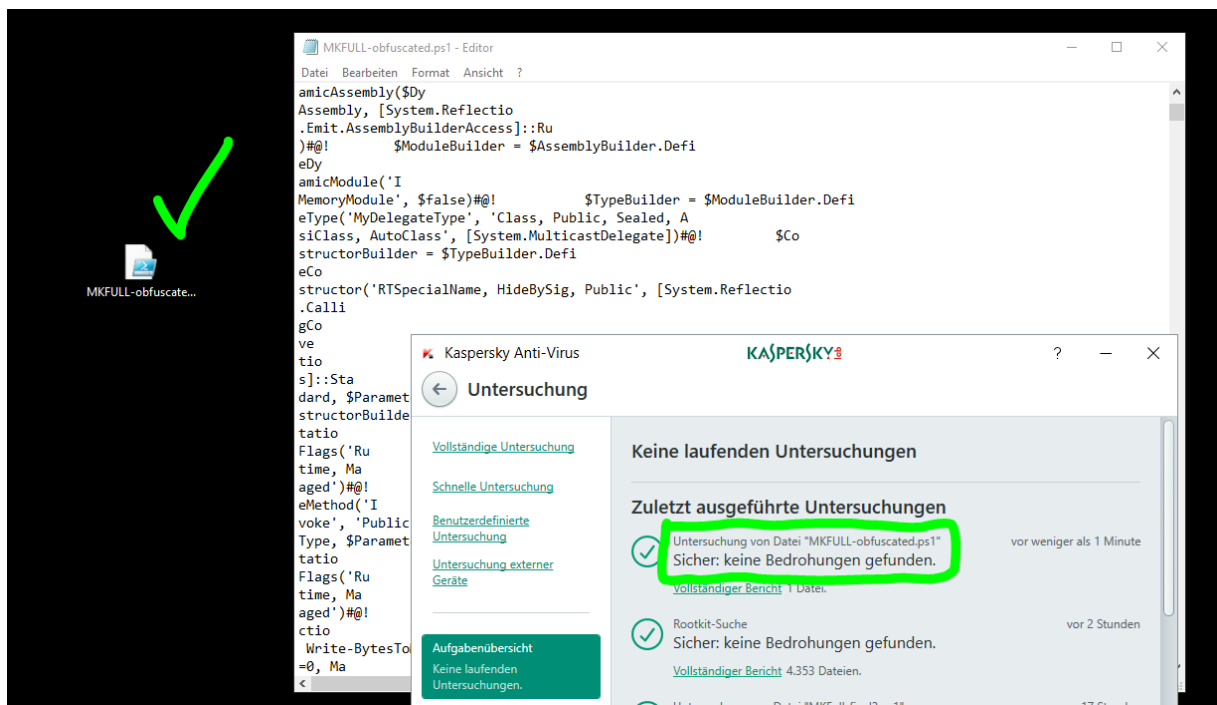 MKFULL-obfuscate...
MKFULL-obfuscated.ps1 - Editor
Datei Bearbeiten Format Ansicht ?
amicAssembly($Dy
Assembly, [System.Reflectio
.Emit.AssemblyBuilderAccess]::Ru
)#@! $ModuleBuilder = $AssemblyBuilder.Defi
eDy
amicModule('I
MemoryModule', $false)#@! $TypeBuilder = $ModuleBuilder.Defi
eType('MyDelegateType', 'Class, Public, Sealed, A
siClass, AutoClass', [System.MulticastDelegate])#@! $Co
structorBuilder = $TypeBuilder.Defi
eCo
structor('RTSpecialName, HideBySig, Public', [System.Reflectio
.Calli
gCo
ve
tio
s]::Sta
dard, $Paramet
structorBuilde
tatio
Flags('Ru
time, Ma
aged')#@!
eMethod('I
voke', 'Public
Type, $Paramet
tatio
Flags('Ru
time, Ma
aged')#@!
ctio
Write-BytesTo
=0, Ma
Kaspersky Anti-Virus
KASPERSKY lab
?
Untersuchung
Vollständige Untersuchung
Schnelle Untersuchung
Benutzerdefinierte
Untersuchung
Untersuchung externer
Geräte
Aufgabenübersicht
Keine laufenden
Untersuchungen.
Keine laufenden Untersuchungen
Zuletzt ausgeführte Untersuchungen
Untersuchung von Datei "MKFULL-obfuscated.ps1" vor weniger als 1 Minute
Sicher: keine Bedrohungen gefunden.
Vollständiger Bericht 1 Datei.
Rootkit-Suche vor 2 Stunden
Sicher: keine Bedrohungen gefunden.
Vollständiger Bericht 4.353 Dateien.